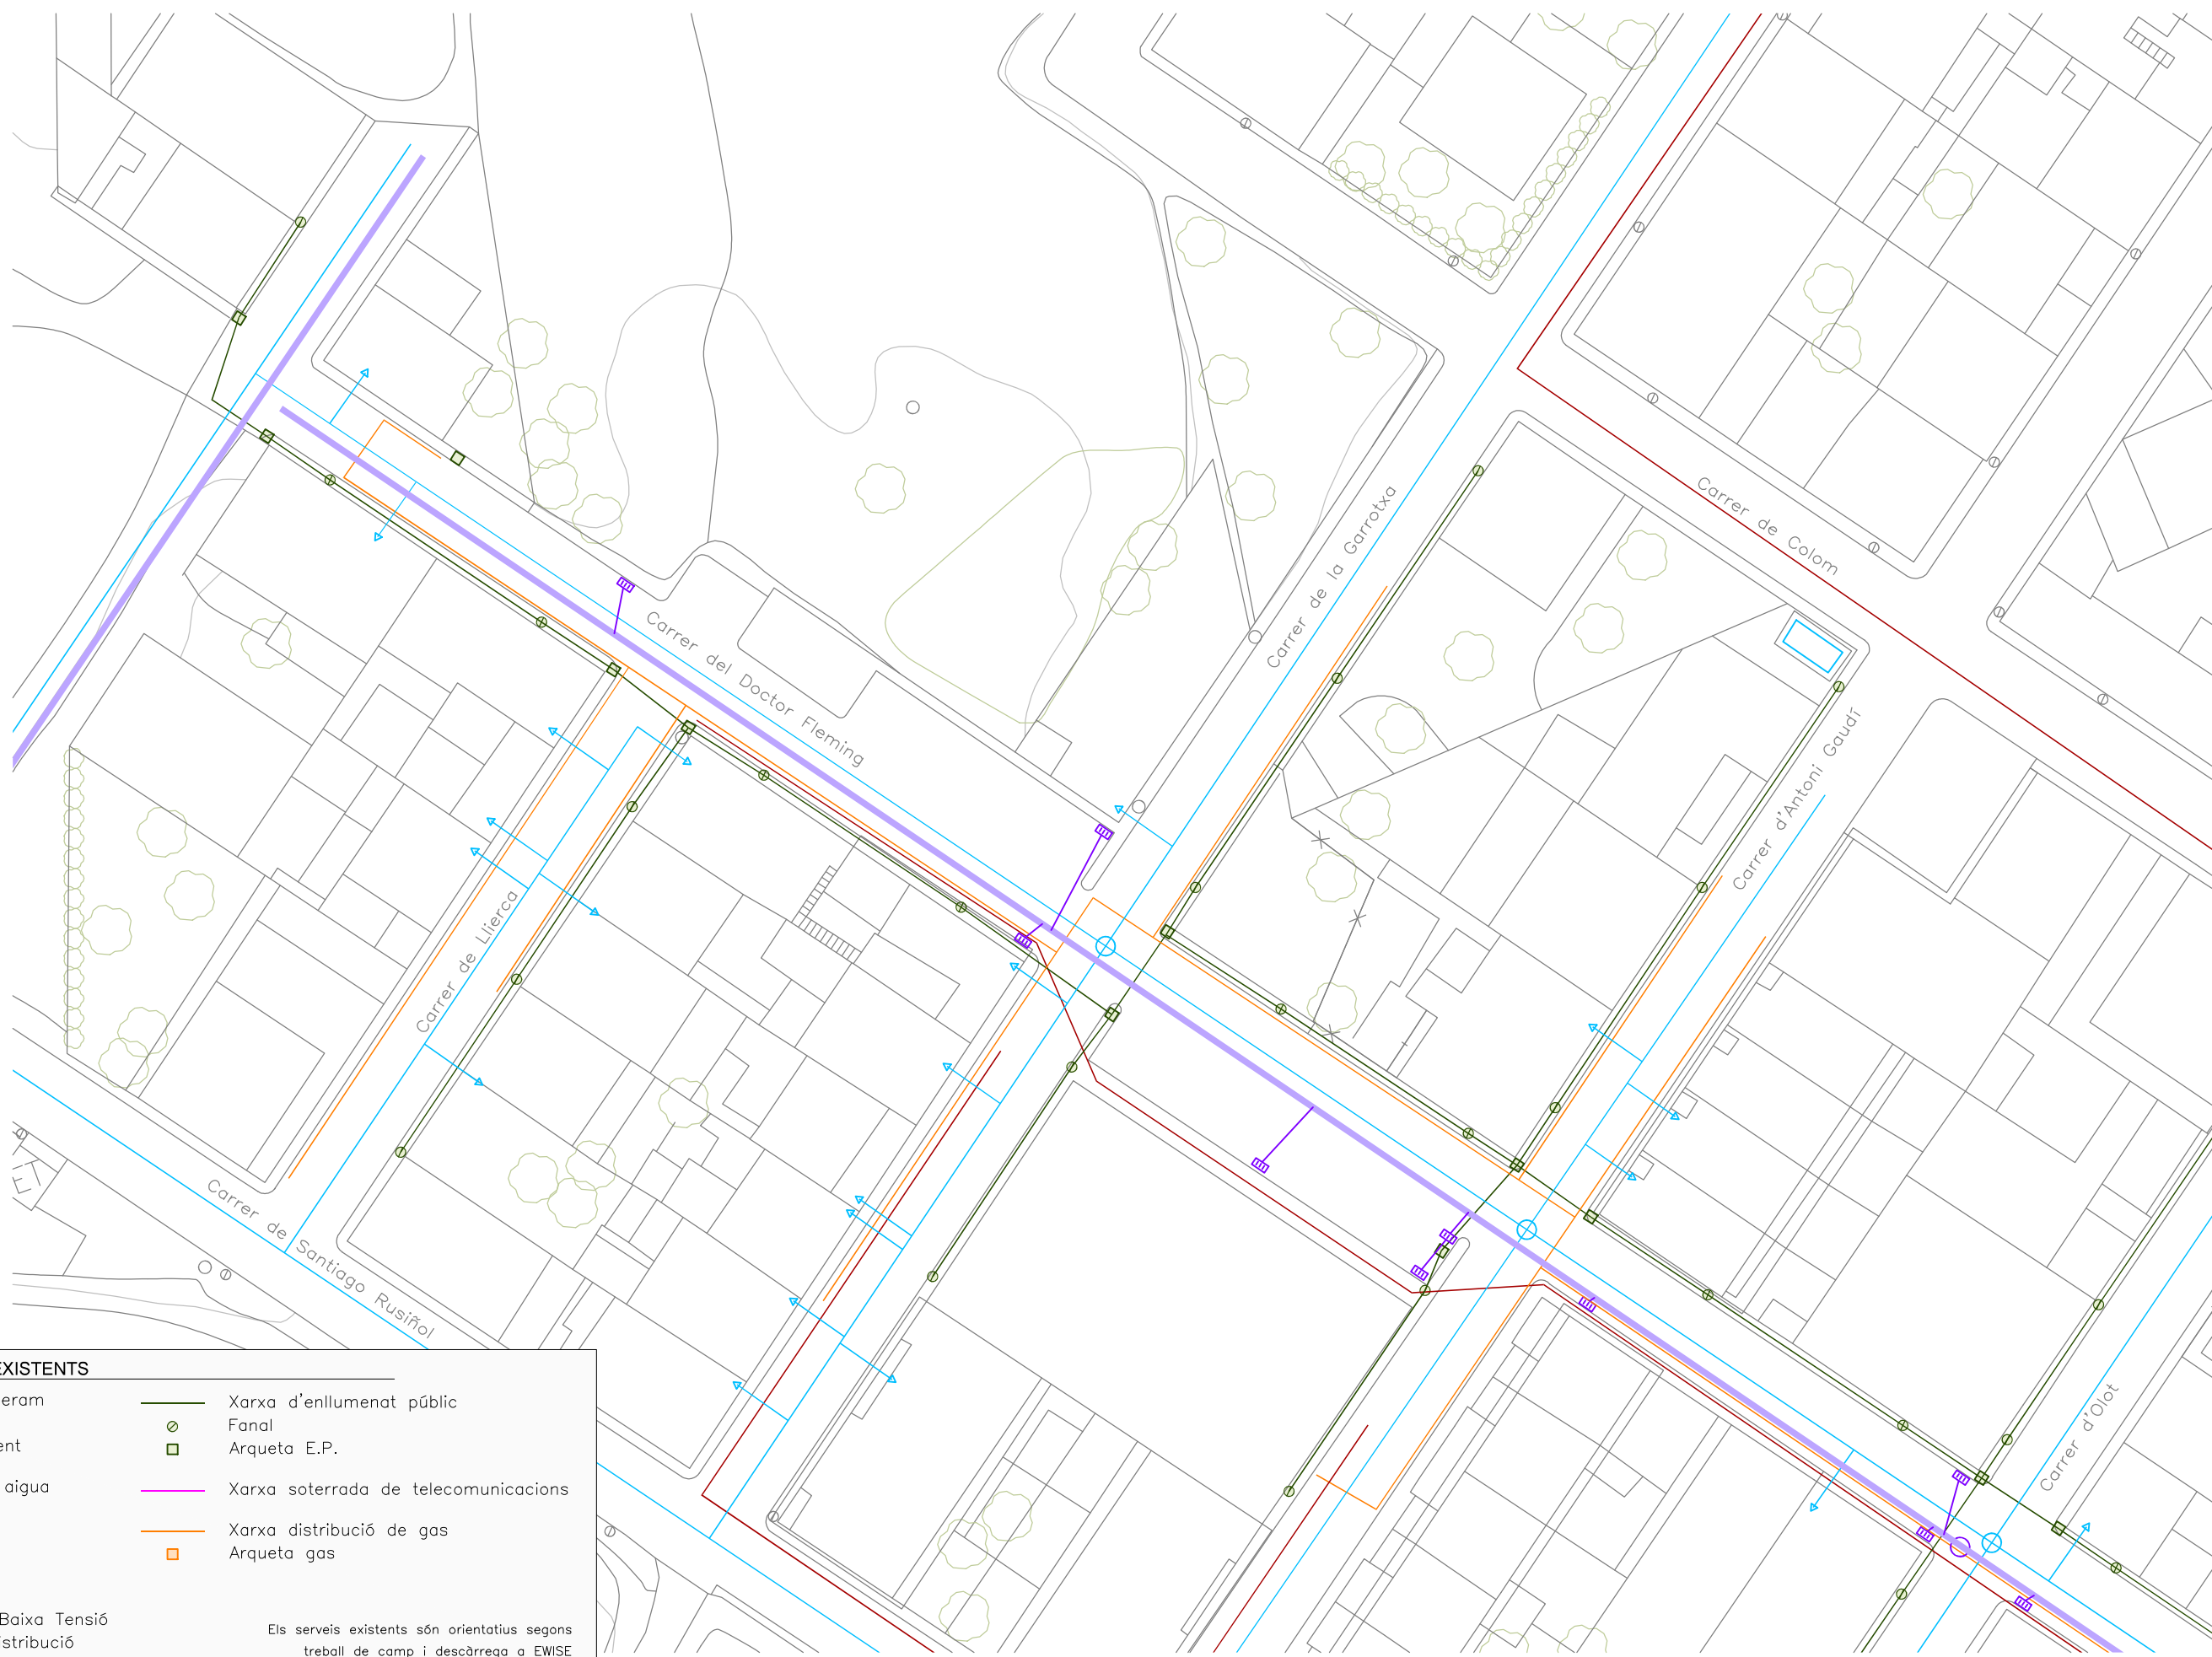 Carrer de Colom
Carrer de la Garrotxa
Carrer del Doctor Fleming
Carrer d'Antoni Gaudí
Carrer de Llierca
ET
Carrer de Santiago Rusiñol
Carrer d'Olot
EXISTENTS
eram
Xarxa d'enllumenat públic
Fanal
ent
Arqueta E.P.
aigua
Xarxa soterrada de telecomunicacions
Xarxa distribució de gas
Arqueta gas
Baixa Tensió
istribució
Els serveis existents són orientatius segons
treball de camp i descàrrega a EWISE